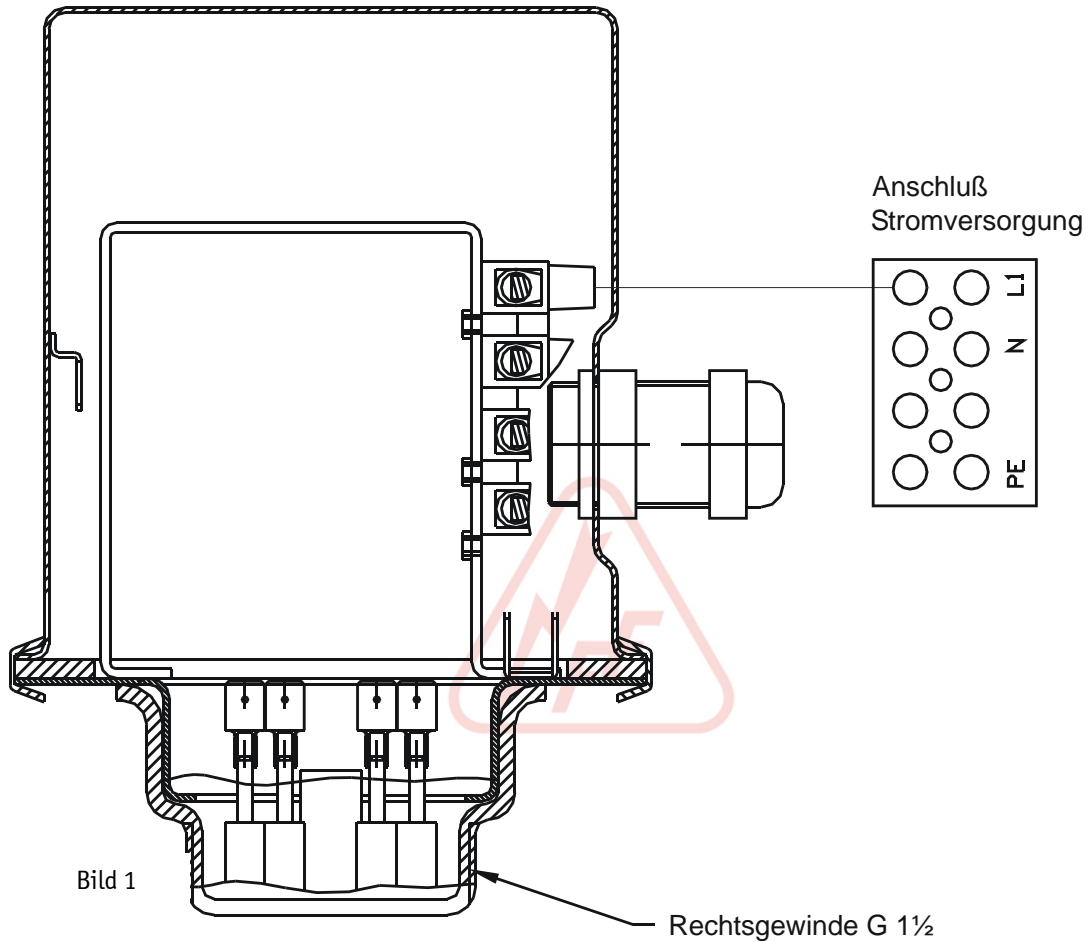 Anschluß
Stromversorgung
L1
N
PE
F
Bild 1
Rechtsgewinde G 1½